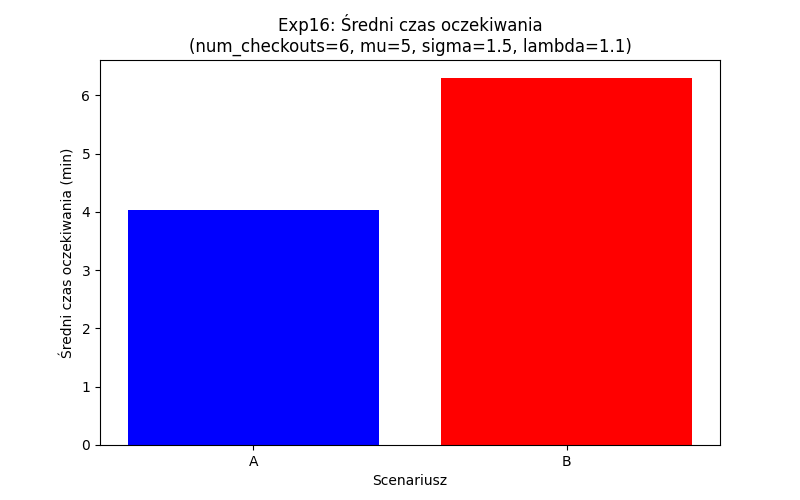 Exp16: Średni czas oczekiwania
(num_checkouts=6, mu=5, sigma=1.5, lambda=1.1)
Średni czas oczekiwania (min)
6
5
4
3
2
1
0
A
B
Scenariusz